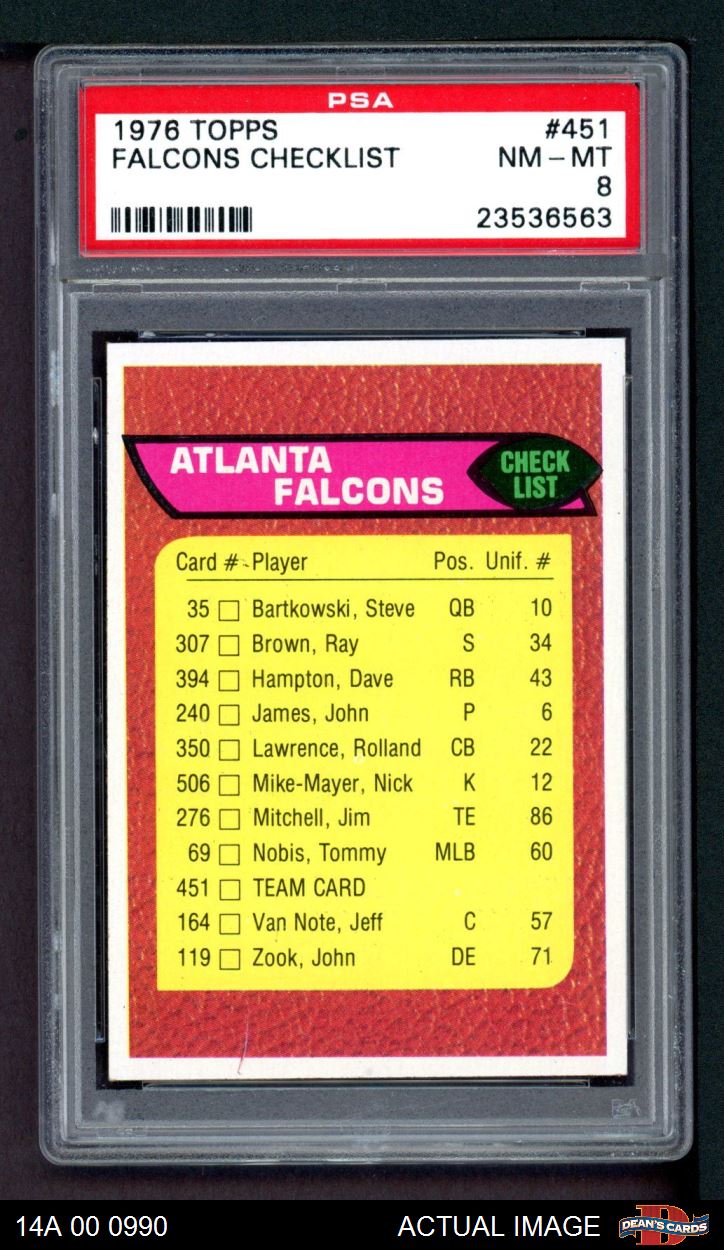 PSA
1976 TOPPS #451
FALCONS CHECKLIST NM – MT
8
23536563
ATLANTA
FALCONS
CHECK
LIST
Card # Player Pos. Unif. #
35 Bartkowski, Steve QB 10
307 Brown, Ray S 34
394 Hampton, Dave RB 43
240 James, John P 6
350 Lawrence, Rolland CB 22
506 Mike-Mayer, Nick K 12
276 Mitchell, Jim TE 86
69 Nobis, Tommy MLB 60
451 TEAM CARD
164 Van Note, Jeff C 57
119 Zook, John DE 71
14A 00 0990 ACTUAL IMAGE DEAN'S CARDS